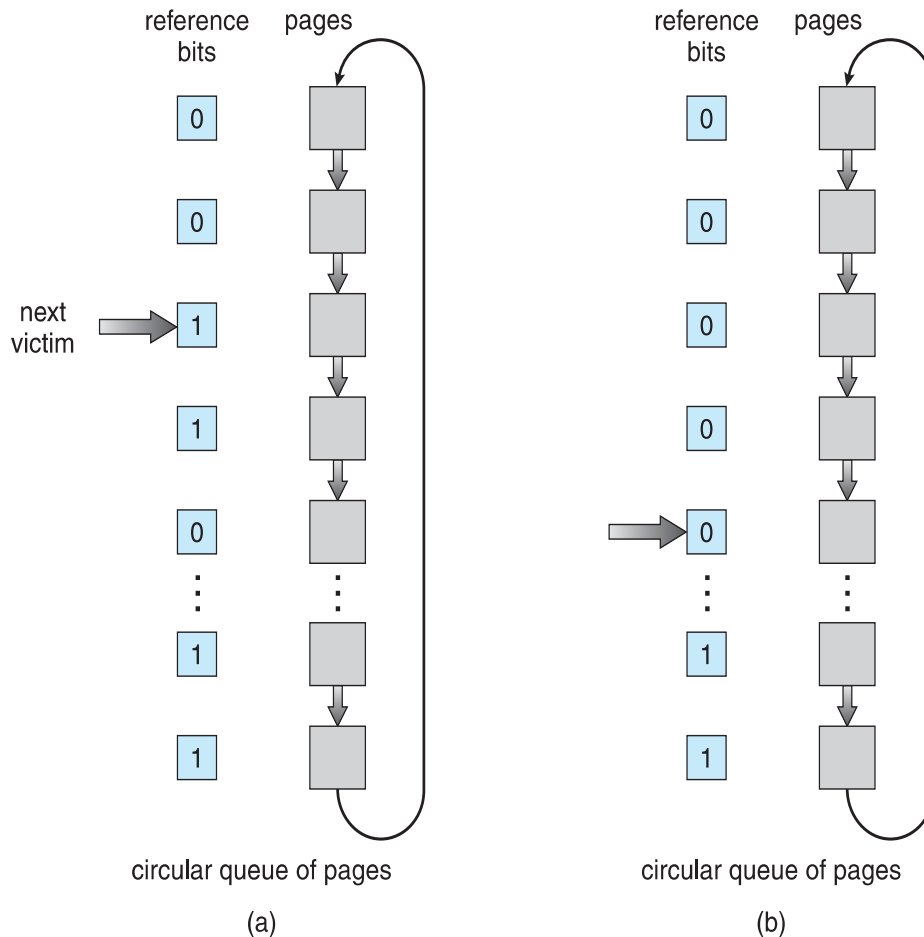 reference
bits
pages
0
0
next
victim
1
1
0
1
1
circular queue of pages
(a)
reference
bits
pages
0
0
0
0
0
1
1
circular queue of pages
(b)